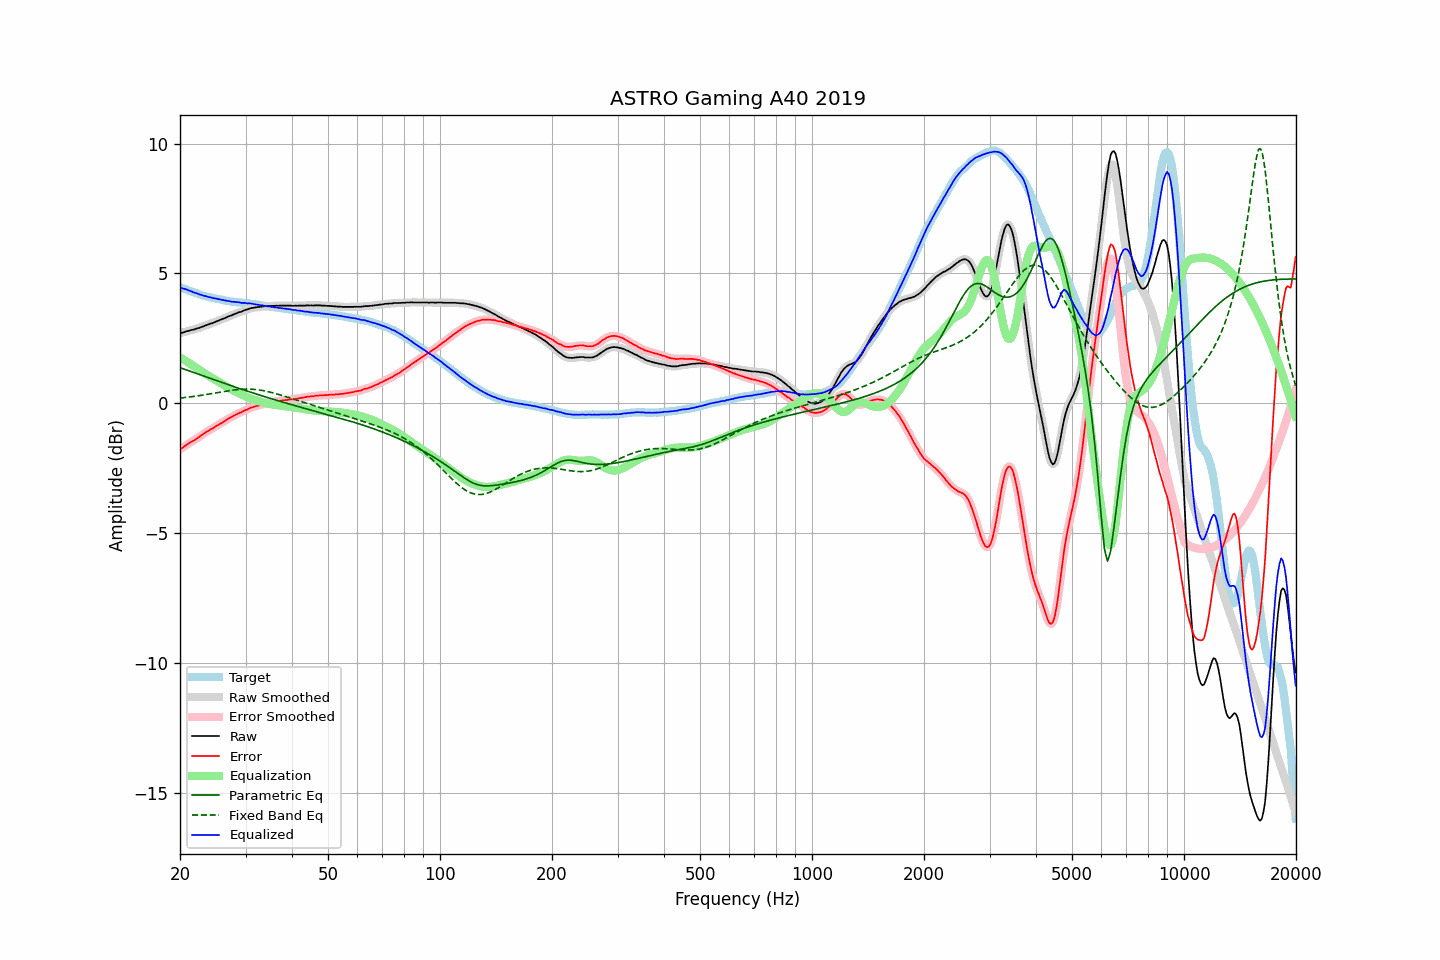 ASTRO Gaming A40 2019
Amplitude (dBr)
10
5
0
−5
−10
−15
Target
Raw Smoothed
Error Smoothed
Raw
Error
Equalization
Parametric Eq
Fixed Band Eq
Equalized
20 50 100 200 500 1000 2000 5000 10000 20000
Frequency (Hz)